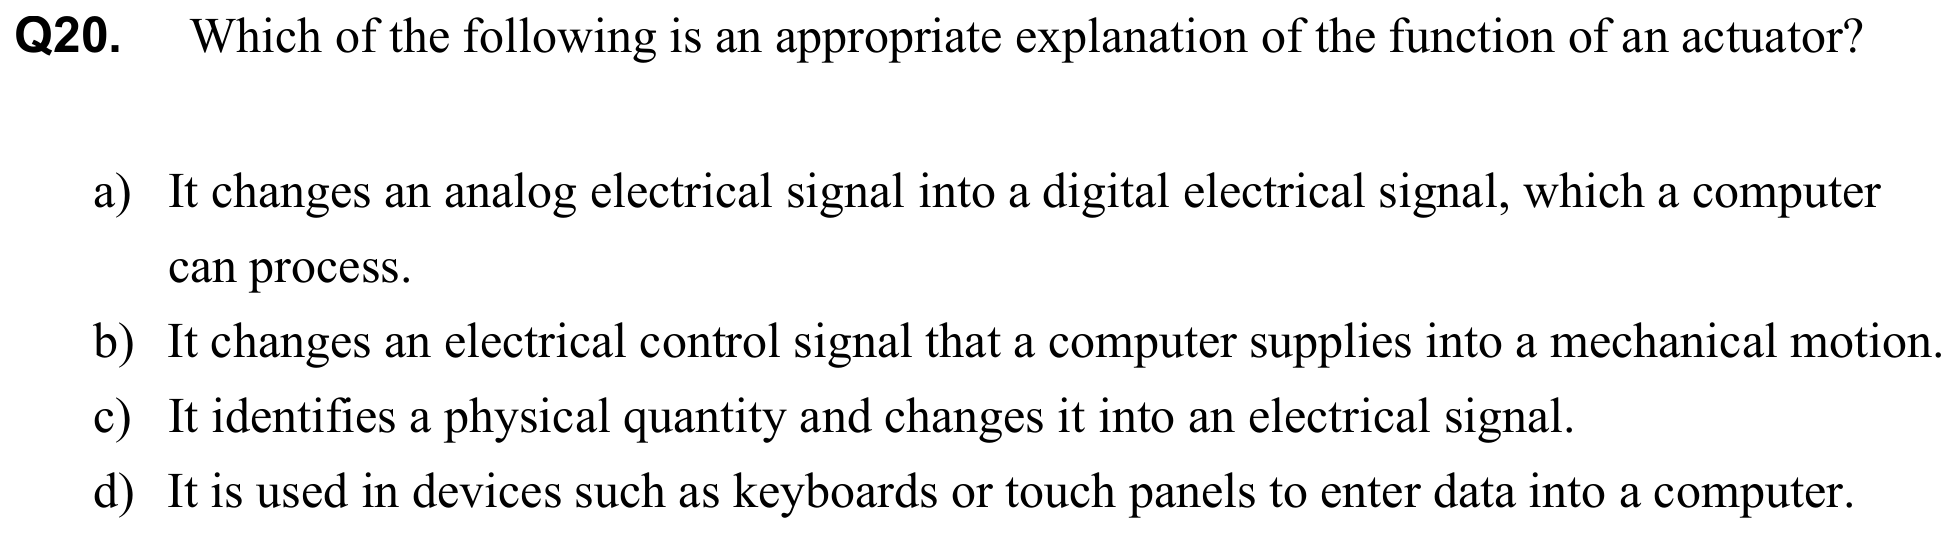 Q20. Which of the following is an appropriate explanation of the function of an actuator?
a) It changes an analog electrical signal into a digital electrical signal, which a computer
can process.
b) It changes an electrical control signal that a computer supplies into a mechanical motion.
c) It identifies a physical quantity and changes it into an electrical signal.
d) It is used in devices such as keyboards or touch panels to enter data into a computer.